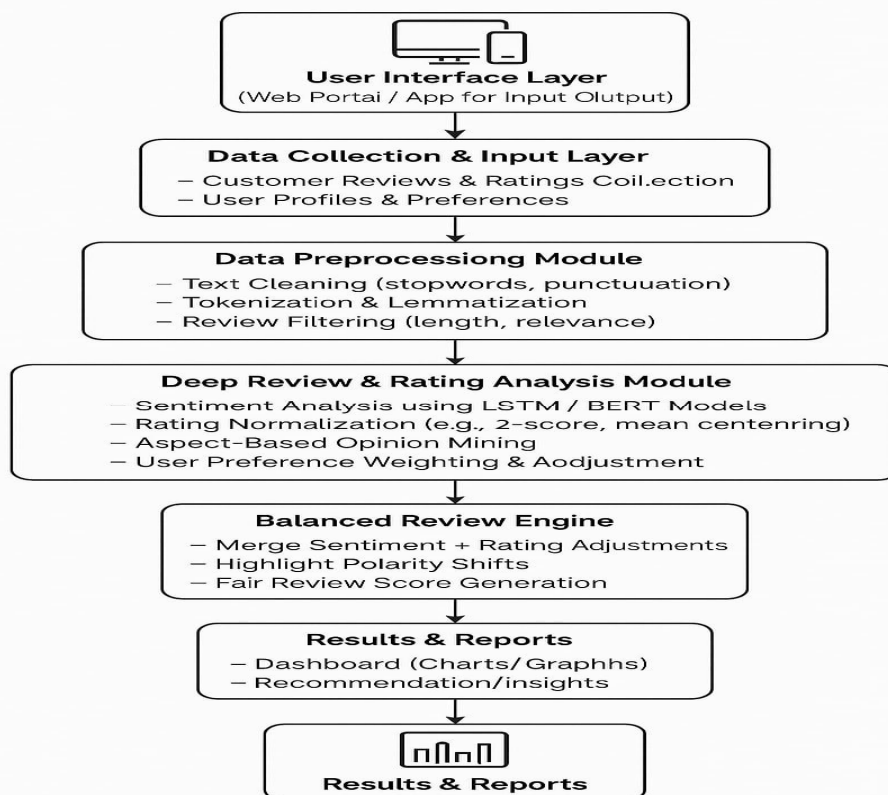 User Interface Layer
(Web Portai / App for Input Olutput)
Data Collection & Input Layer
– Customer Reviews & Ratings Coil.ection
– User Profiles & Preferences
Data Preprocessiong Module
– Text Cleaning (stopwords, punctuuation)
– Tokenization & Lemmatization
– Review Filtering (length, relevance)
Deep Review & Rating Analysis Module
– Sentiment Analysis using LSTM / BERT Models
– Rating Normalization (e.g., 2-score, mean centenring)
– Aspect-Based Opinion Mining
– User Preference Weighting & Aodjustment
Balanced Review Engine
– Merge Sentiment + Rating Adjustments
– Highlight Polarity Shifts
– Fair Review Score Generation
Results & Reports
– Dashboard (Charts/Graphhs)
– Recommendation/insights
Results & Reports